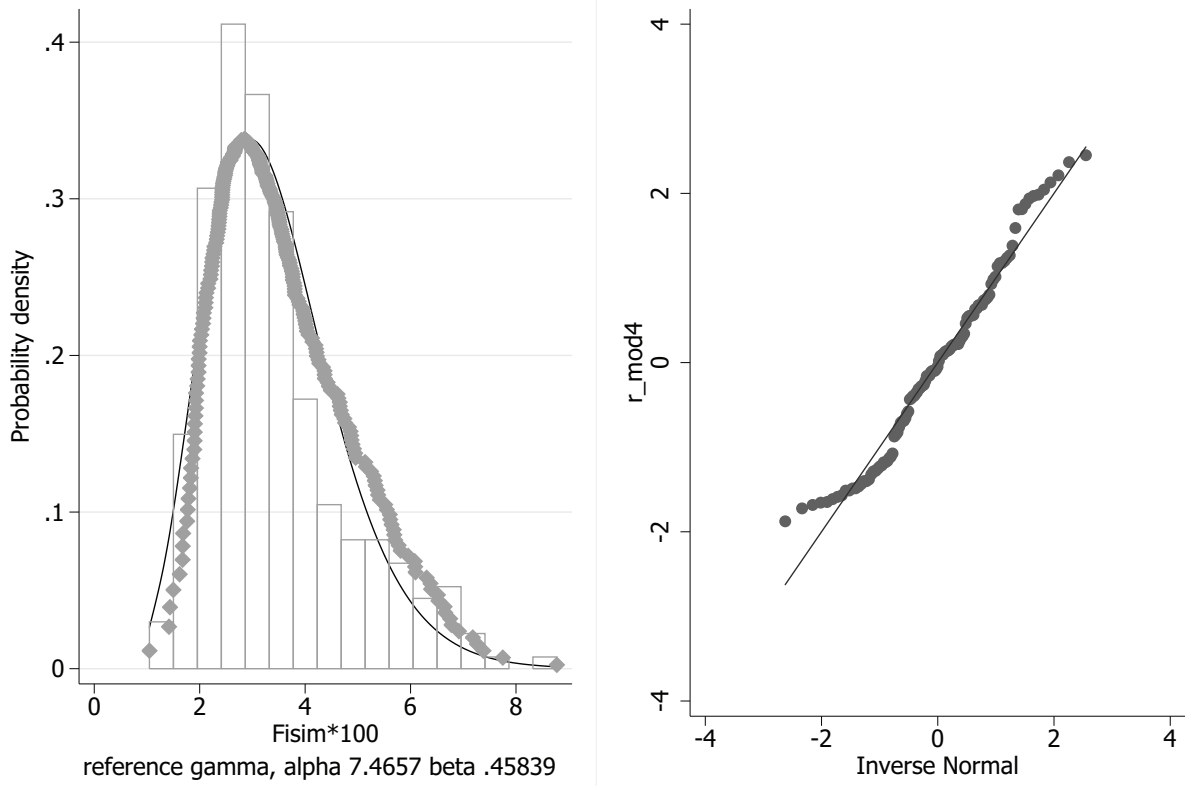 Probability density
.4
.3
.2
.1
0
0 2 4 6 8
Fisim*100
reference gamma, alpha 7.4657 beta .45839
r_mod4
4
2
0
-2
-4
-4 -2 0 2 4
Inverse Normal